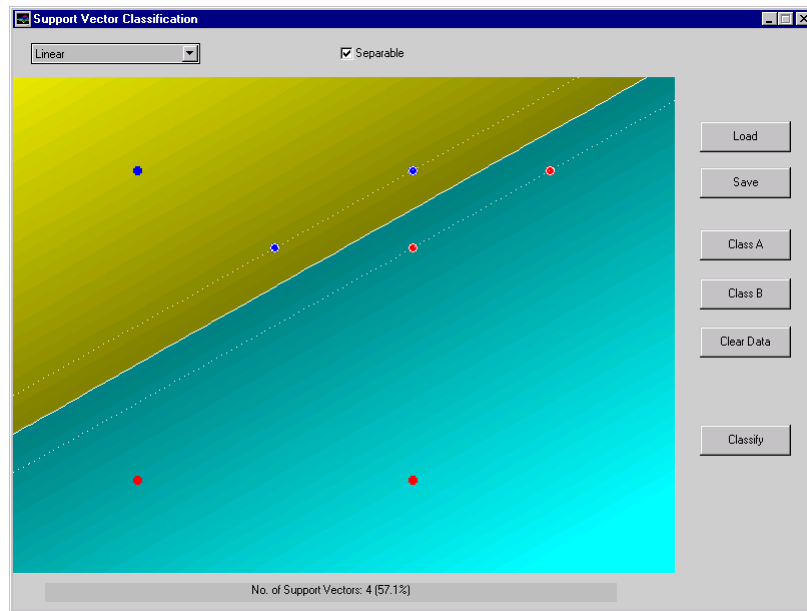 Support Vector Classification
Linear
Separable
Load
Save
Class A
Class B
Clear Data
Classify
No. of Support Vectors: 4 (57.1%)